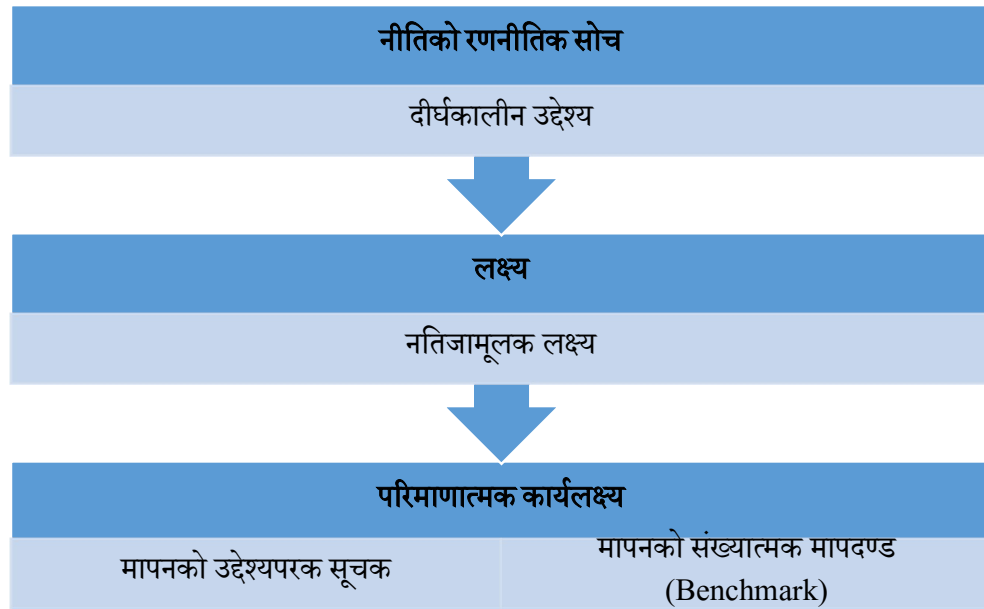 नीतिको रणनीतिक सोच
दीर्घकालीन उद्देश्य
लक्ष्य
नतिजामूलक लक्ष्य
परिमाणात्मक कार्यलक्ष्य
मापनको उद्देश्यपरक सूचक
मापनको संख्यात्मक मापदण्ड
(Benchmark)